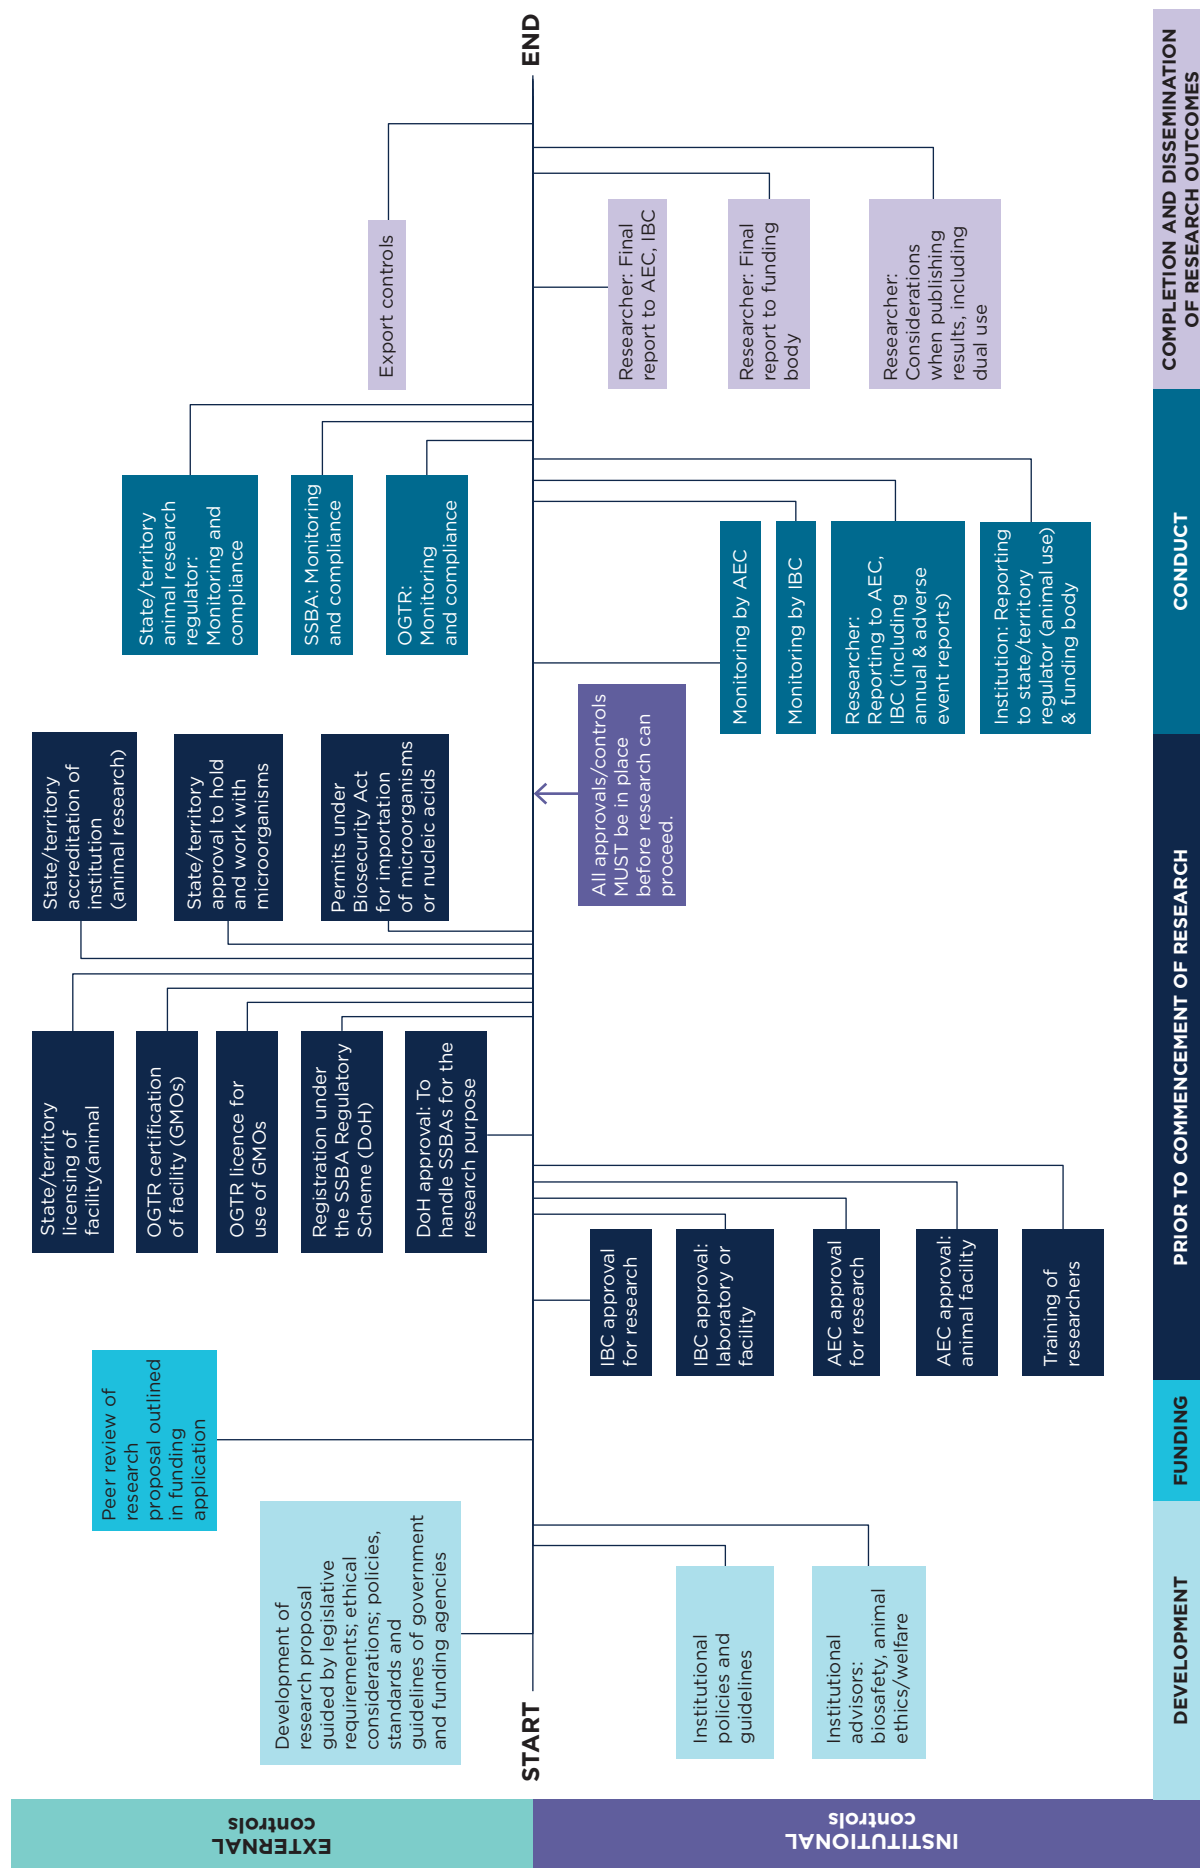 EXTERNAL
controls
INSTITUTIONAL
controls
START
END
Development of
research proposal
guided by legislative
requirements; ethical
considerations; policies,
standards and
guidelines of government
and funding agencies
Peer review of
research
proposal outlined
in funding
application
State/territory
licensing of
facility(animal
OGTR certification
of facility (GMOs)
OGTR licence for
use of GMOs
Registration under
the SSBA Regulatory
Scheme (DoH)
DoH approval: To
handle SSBAs for the
research purpose
State/territory
accreditation of
institution
(animal research)
State/territory
approval to hold
and work with
microorganisms
Permits under
Biosecurity Act
for importation
of microorganisms
or nucleic acids
State/territory
animal research
regulator:
Monitoring and
compliance
SSBA: Monitoring
and compliance
OGTR:
Monitoring
and compliance
Export controls
Institutional
policies and
guidelines
Institutional
advisors:
biosafety, animal
ethics/welfare
IBC approval
for research
IBC approval:
laboratory or
facility
AEC approval
for research
AEC approval:
animal facility
Training of
researchers
All approvals/controls
MUST be in place
before research can
proceed.
Monitoring by AEC
Monitoring by IBC
Researcher:
Reporting to AEC,
IBC (including
annual & adverse
event reports)
Institution: Reporting
to state/territory
regulator (animal use)
& funding body
Researcher: Final
report to AEC, IBC
Researcher: Final
report to funding
body
Researcher:
Considerations
when publishing
results, including
dual use
DEVELOPMENT
FUNDING
PRIOR TO COMMENCEMENT OF RESEARCH
CONDUCT
COMPLETION AND DISSEMINATION
OF RESEARCH OUTCOMES